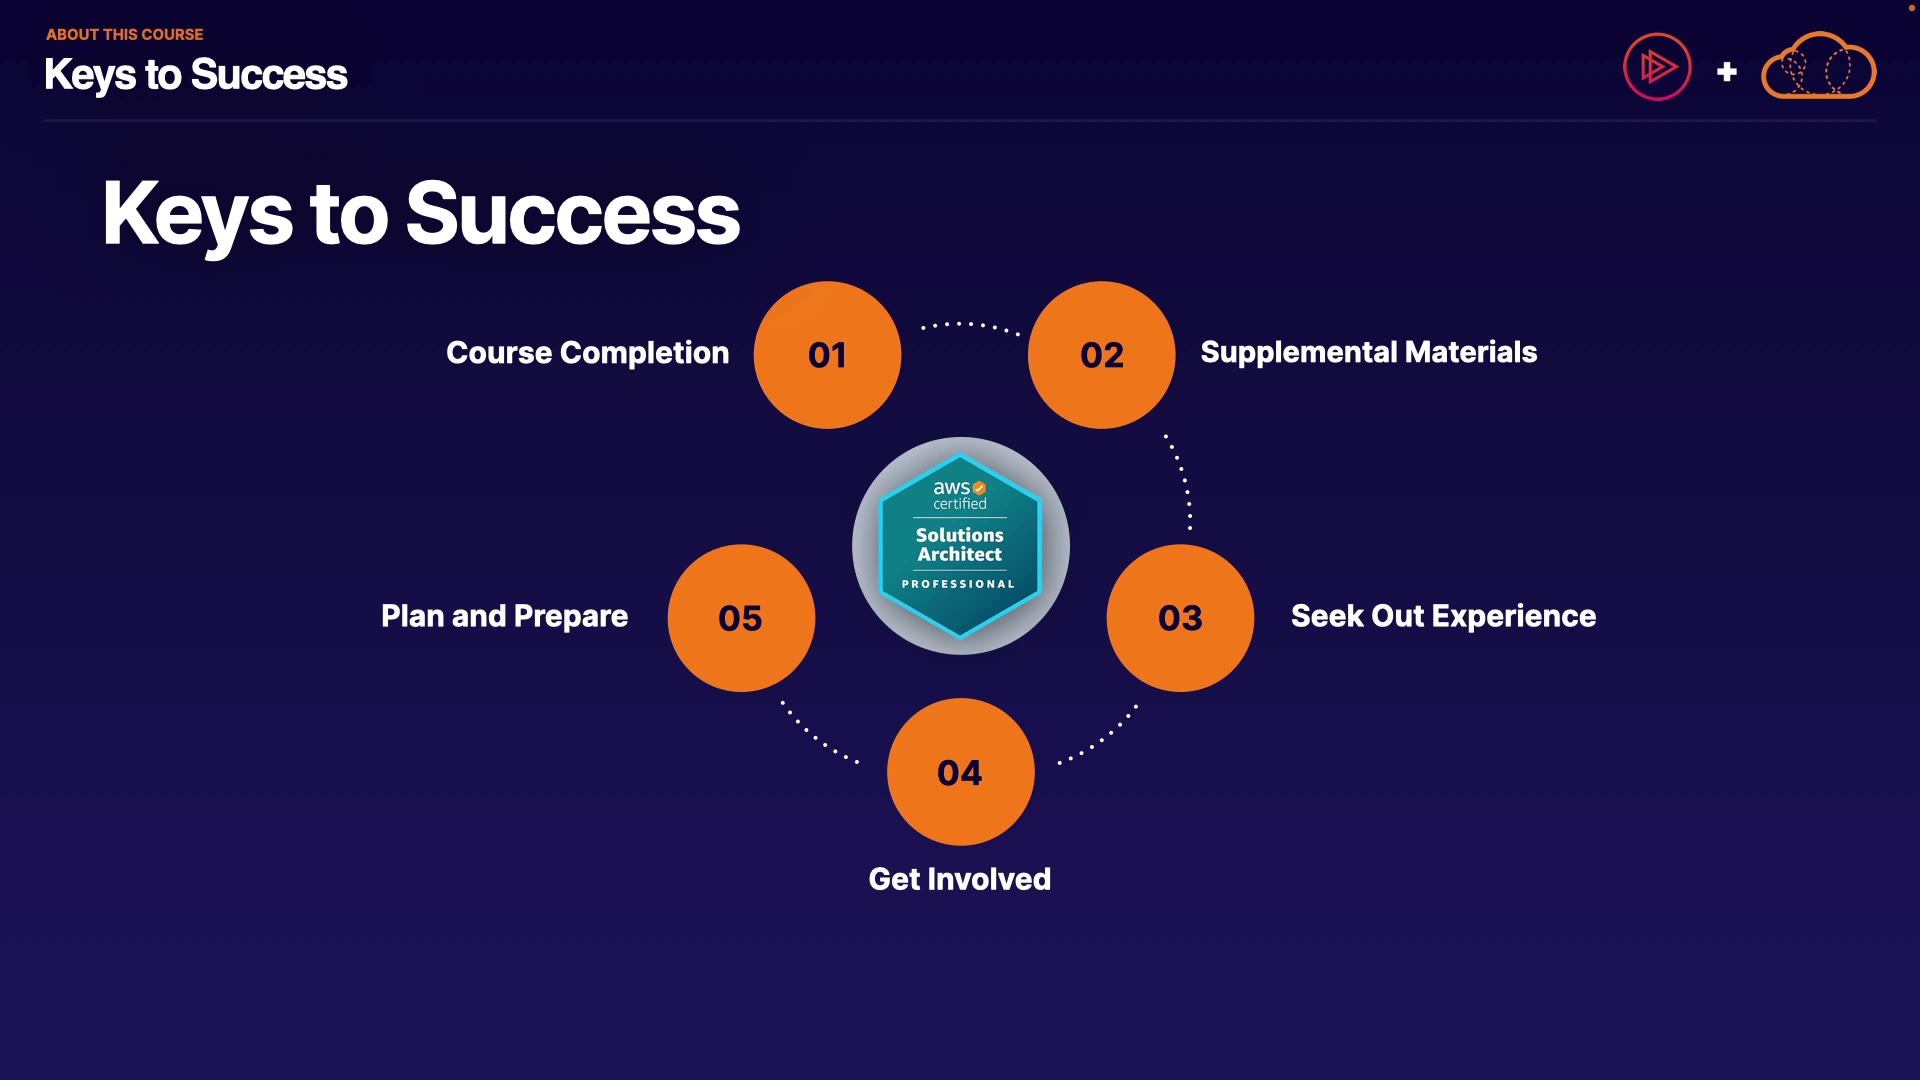 ABOUT THIS COURSE
Keys to Success
Keys to Success
Course Completion
01
02
Supplemental Materials
aws
certified
Solutions
Architect
PROFESSIONAL
Plan and Prepare
05
03
Seek Out Experience
04
Get Involved